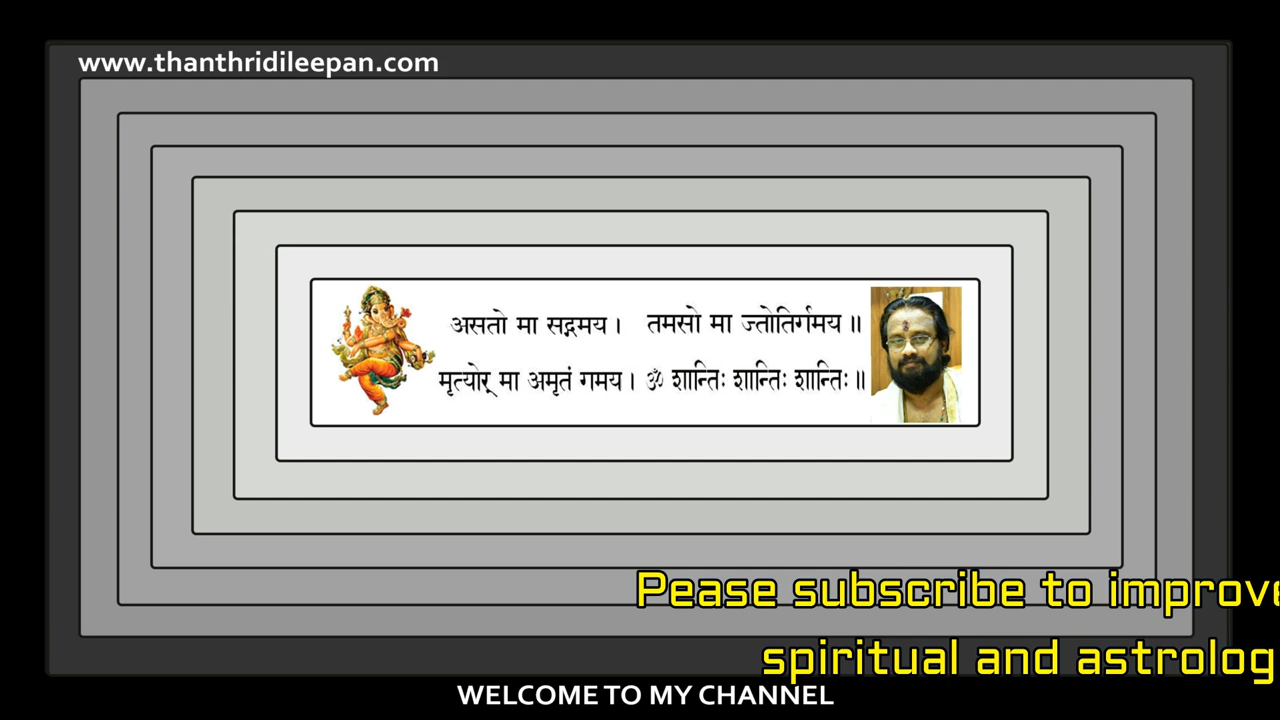 www.thanthridileepan.com
असतो मा सद्गमय। तमसो मा ज्तोतिर्गमय॥
मृत्योर् मा अमृतं गमय। ॐ शान्तिः शान्तिः शान्तिः॥
Pease subscribe to improve
spiritual and astrolog
WELCOME TO MY CHANNEL